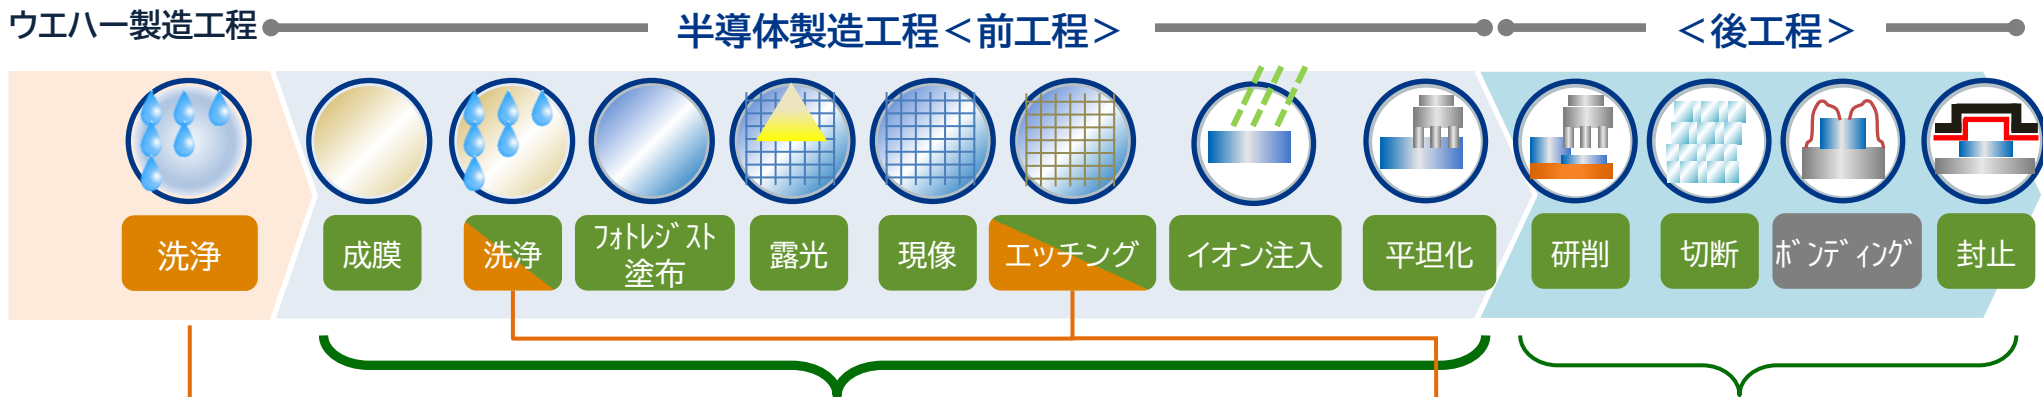 ウエハー製造工程
半導体製造工程＜前工程＞
＜後工程＞
洗浄
成膜
洗浄
フォトレジスト
塗布
露光
現像
エッチング
イオン注入
平坦化
研削
切断
ボンディング
封止